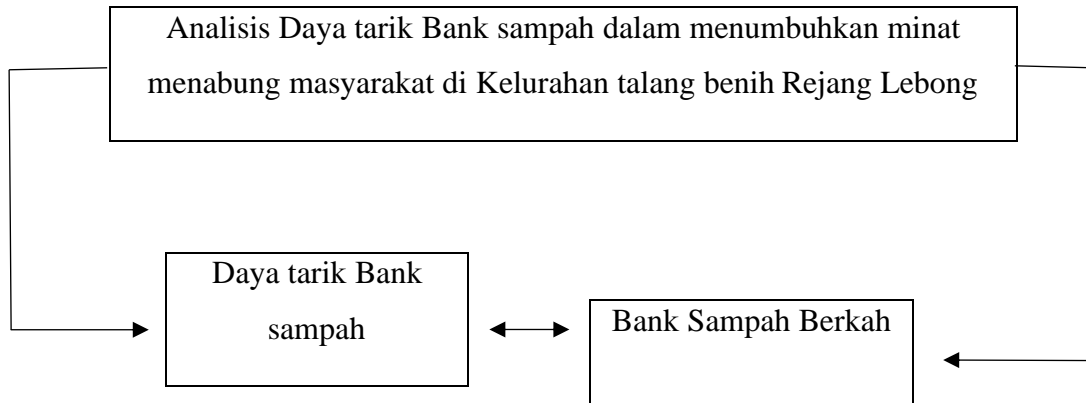 Analisis Daya tarik Bank sampah dalam menumbuhkan minat
menabung masyarakat di Kelurahan talang benih Rejang Lebong
Daya tarik Bank
sampah
Bank Sampah Berkah